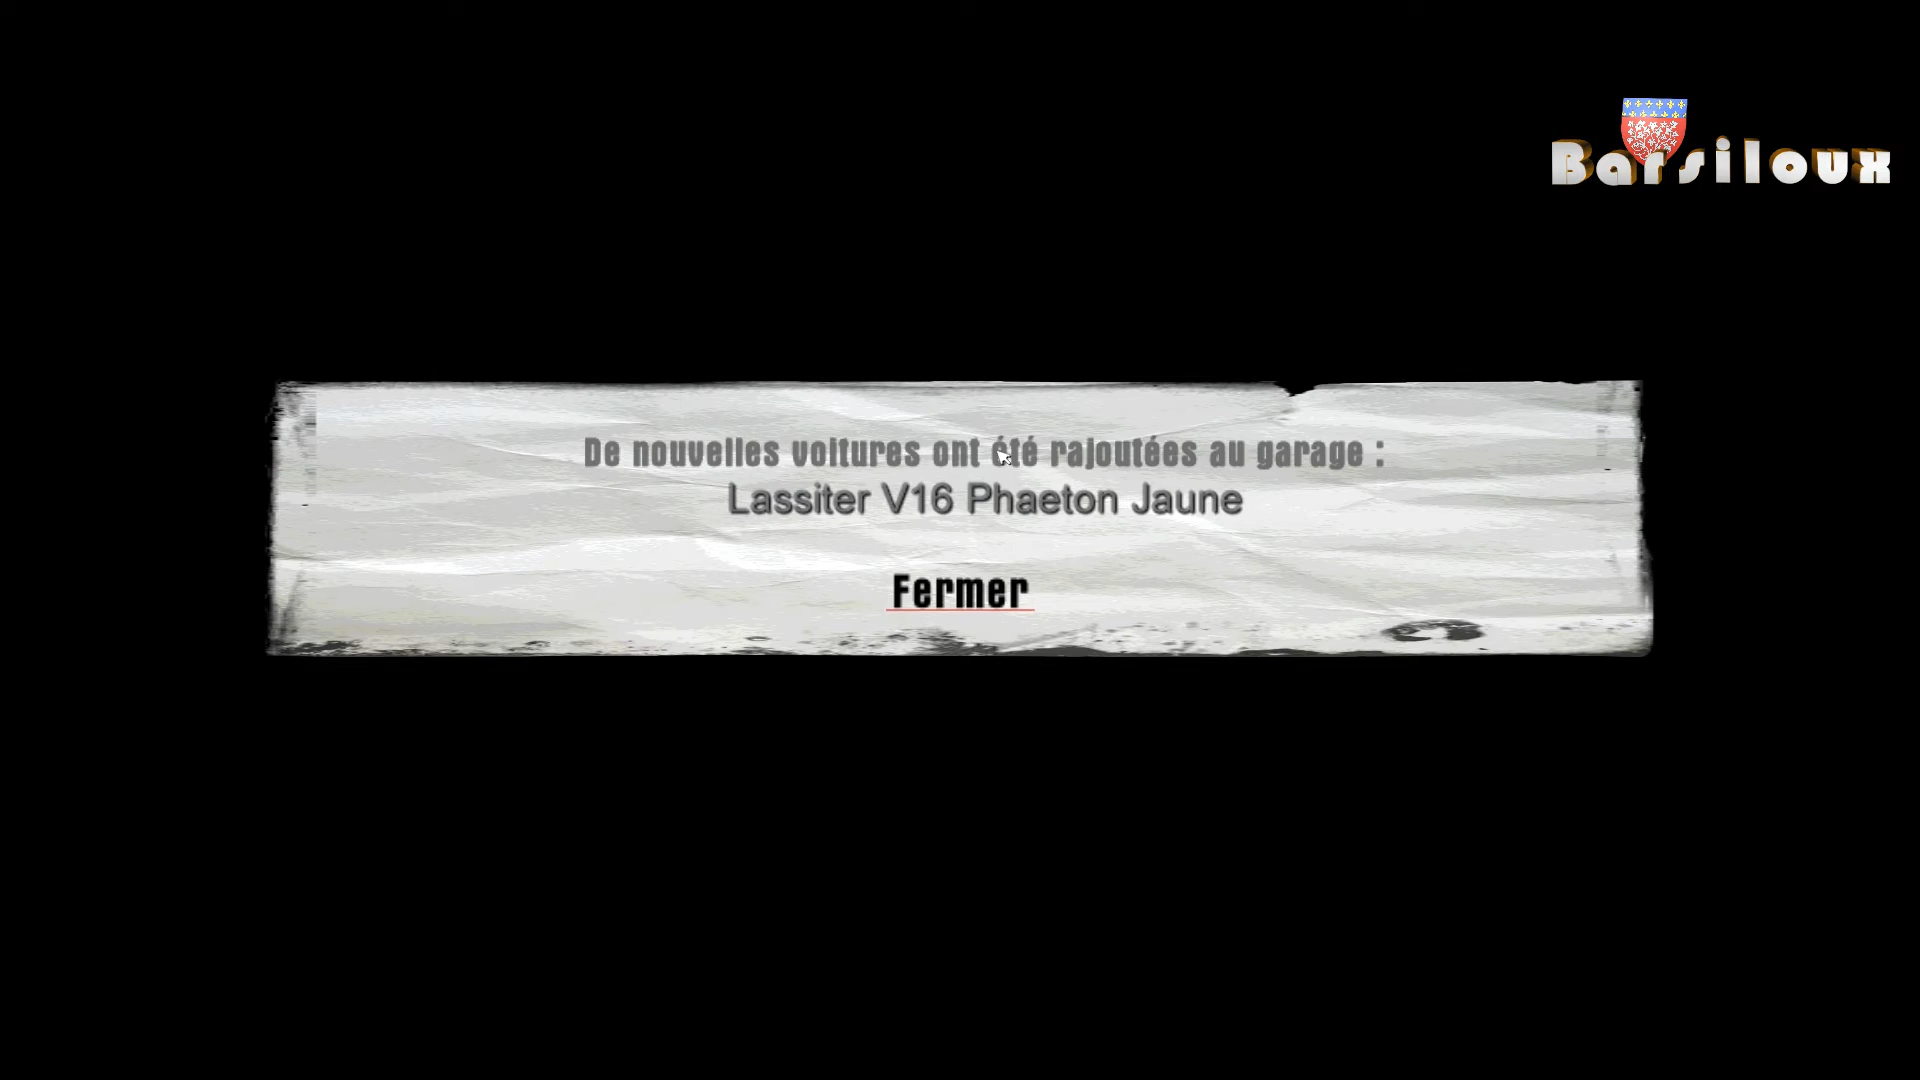 Barsiloux
De nouvelles voitures ont été rajoutées au garage :
Lassiter V16 Phaeton Jaune
Fermer